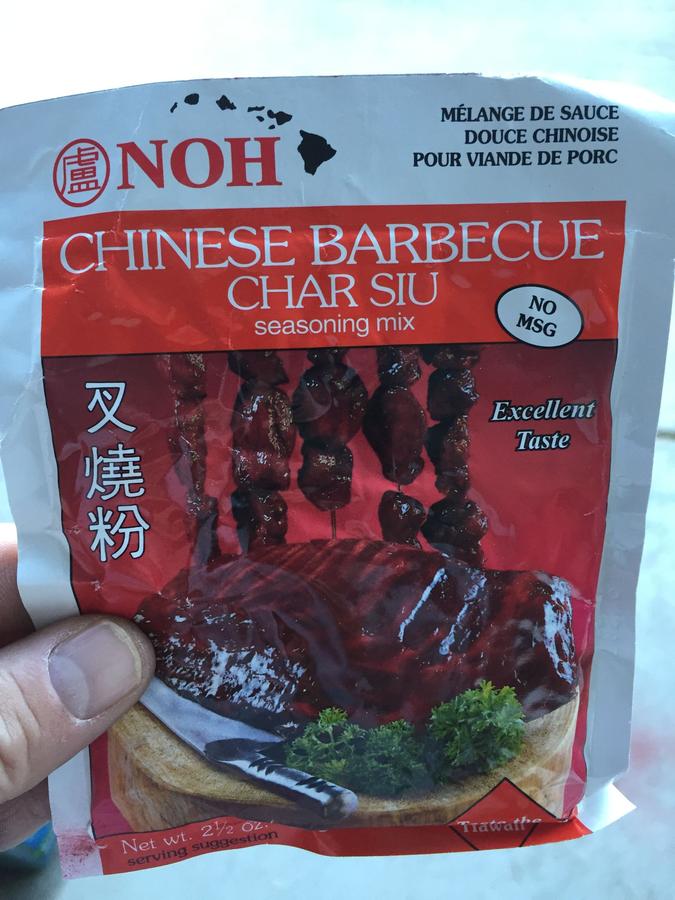 盧 NOH
MÉLANGE DE SAUCE
DOUCE CHINOISE
POUR VIANDE DE PORC
CHINESE BARBECUE
CHAR SIU
seasoning mix
NO
MSG
Excellent
Taste
叉燒粉
Net wt. 2½ oz.
serving suggestion